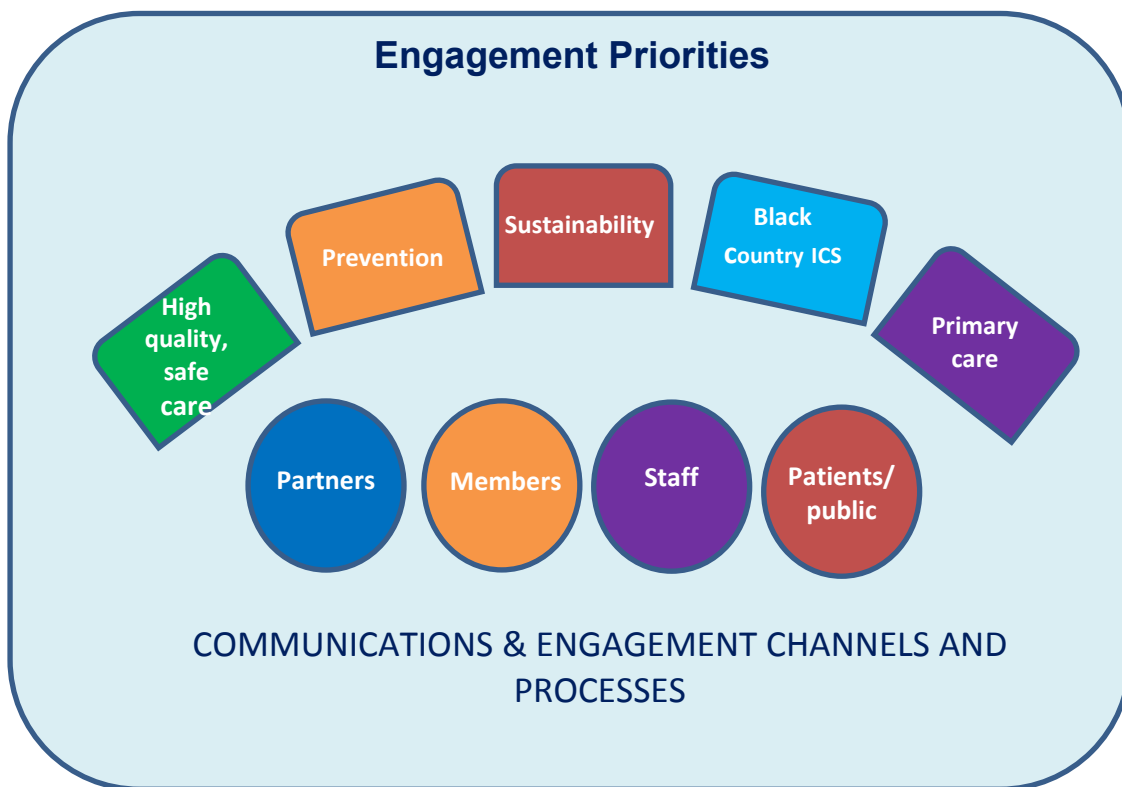 Engagement Priorities
High
quality,
safe
care
Prevention
Sustainability
Black
Country ICS
Primary
care
Partners
Members
Staff
Patients/
public
COMMUNICATIONS & ENGAGEMENT CHANNELS AND
PROCESSES